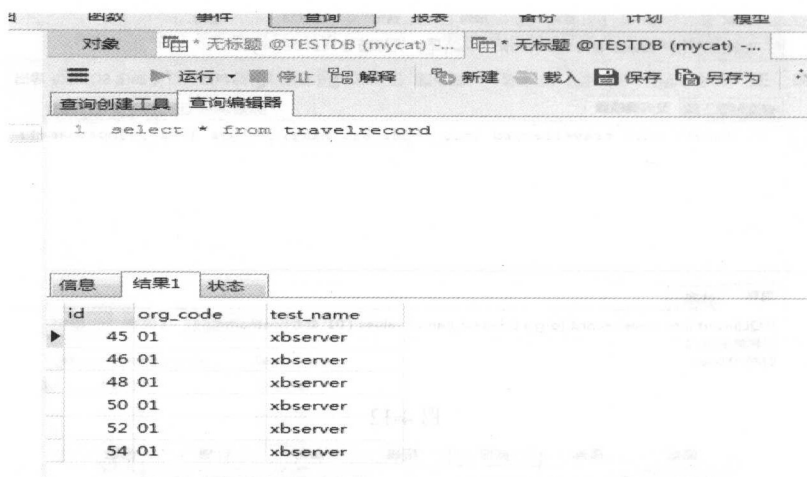 函数 事件 查询 报表 备份 计划 模型
对象 * 无标题 @TESTDB (mycat) -... * 无标题 @TESTDB (mycat) -...
运行 停止 解释 新建 载入 保存 另存为
查询创建工具 查询编辑器
1 select * from travelrecord
信息 结果1 状态
id org_code test_name
45 01 xbserver
46 01 xbserver
48 01 xbserver
50 01 xbserver
52 01 xbserver
54 01 xbserver